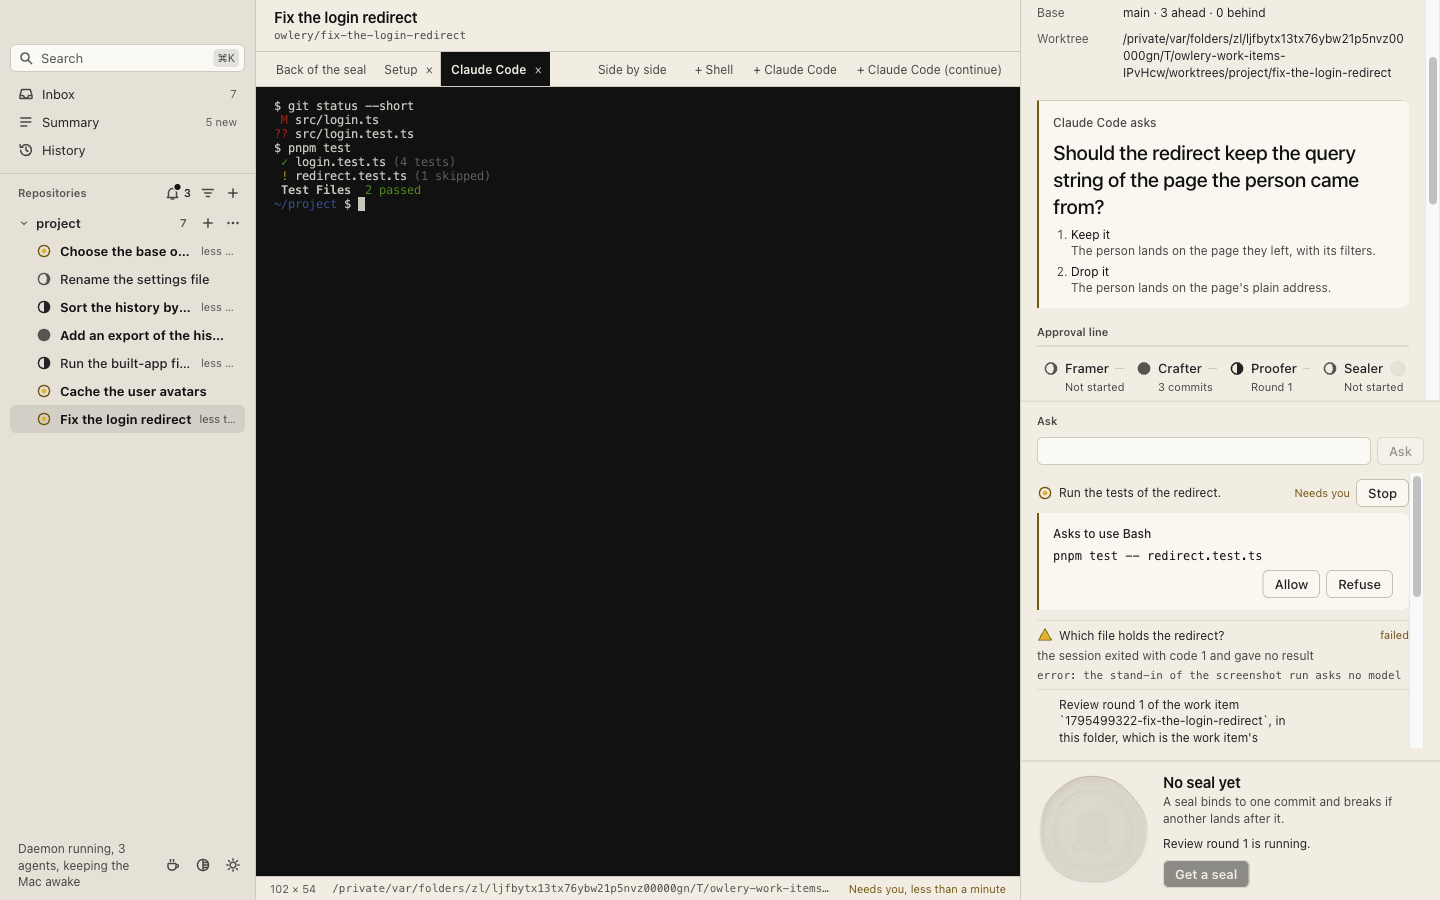 Search ⌘K
Inbox 7
Summary 5 new
History
Repositories 3
project 7
Choose the base o... less ...
Rename the settings file
Sort the history by... less ...
Add an export of the his...
Run the built-app fi... less ...
Cache the user avatars
Fix the login redirect less t...
Daemon running, 3
agents, keeping the
Mac awake
Fix the login redirect
owlery/fix-the-login-redirect
Back of the seal Setup × Claude Code × Side by side + Shell + Claude Code + Claude Code (continue)
$ git status --short
M src/login.ts
?? src/login.test.ts
$ pnpm test
✓ login.test.ts (4 tests)
! redirect.test.ts (1 skipped)
Test Files 2 passed
~/project $
102 × 54 /private/var/folders/zl/ljfbytx13tx76ybw21p5nvz00000gn/T/owlery-work-items… Needs you, less than a minute
Base main · 3 ahead · 0 behind
Worktree /private/var/folders/zl/ljfbytx13tx76ybw21p5nvz00
000gn/T/owlery-work-items-
IPvHcw/worktrees/project/fix-the-login-redirect
Claude Code asks
Should the redirect keep the query
string of the page the person came
from?
1. Keep it
The person lands on the page they left, with its filters.
2. Drop it
The person lands on the page's plain address.
Approval line
Framer Crafter Proofer Sealer
Not started 3 commits Round 1 Not started
Ask
Ask
Run the tests of the redirect. Needs you Stop
Asks to use Bash
pnpm test -- redirect.test.ts
Allow Refuse
Which file holds the redirect? failed
the session exited with code 1 and gave no result
error: the stand-in of the screenshot run asks no model
Review round 1 of the work item
`1795499322-fix-the-login-redirect`, in
this folder, which is the work item's
No seal yet
A seal binds to one commit and breaks if
another lands after it.
Review round 1 is running.
Get a seal